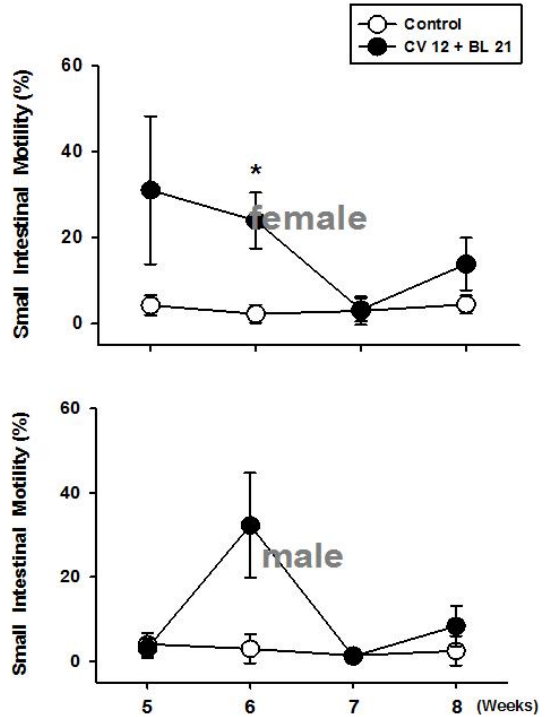 Control
CV 12 + BL 21
Small Intestinal Motility (%)
60
40
20
0
*
female
Small Intestinal Motility (%)
60
40
20
0
male
5 6 7 8 (Weeks)